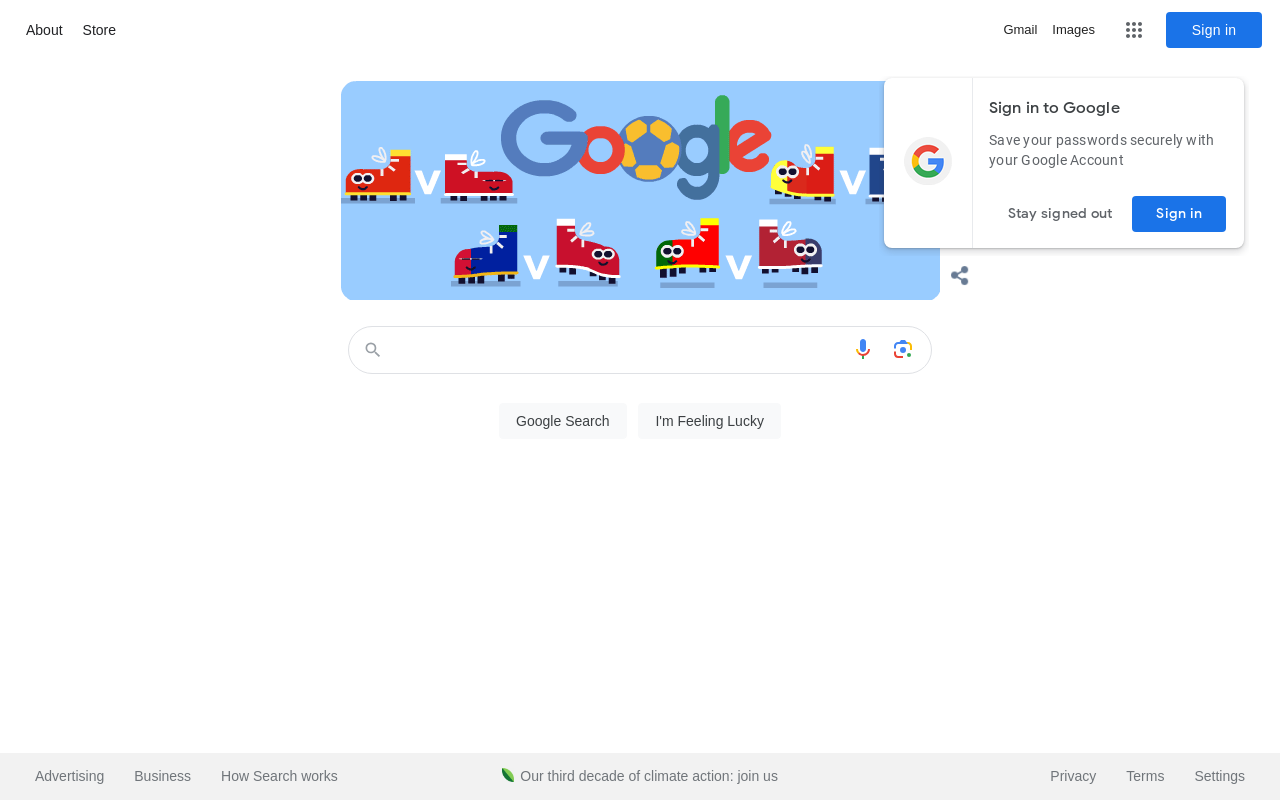 About Store
Gmail Images Sign in
Google
Sign in to Google
Save your passwords securely with
your Google Account
Stay signed out Sign in
V V
V V
Google Search I'm Feeling Lucky
Advertising Business How Search works
Our third decade of climate action: join us
Privacy Terms Settings